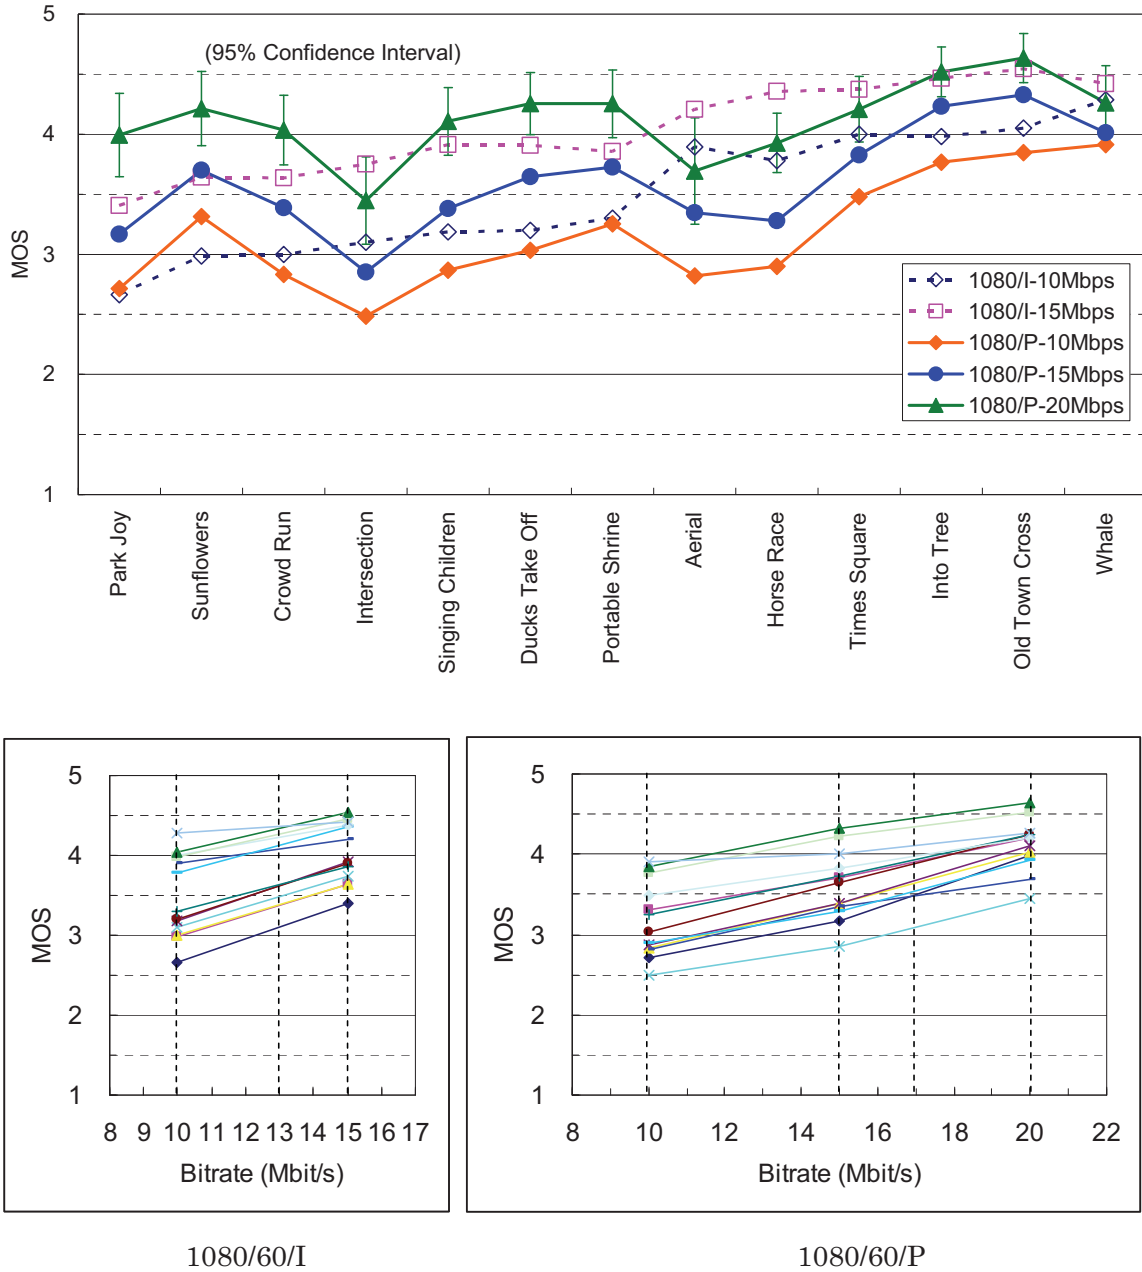 5
4
3
2
1
MOS
(95% Confidence Interval)
1080/I-10Mbps
1080/I-15Mbps
1080/P-10Mbps
1080/P-15Mbps
1080/P-20Mbps
Park Joy
Sunflowers
Crowd Run
Intersection
Singing Children
Ducks Take Off
Portable Shrine
Aerial
Horse Race
Times Square
Into Tree
Old Town Cross
Whale
5
4
3
2
1
MOS
8 9 10 11 12 13 14 15 16 17
Bitrate (Mbit/s)
5
4
3
2
1
MOS
8 10 12 14 16 18 20 22
Bitrate (Mbit/s)
1080/60/I
1080/60/P